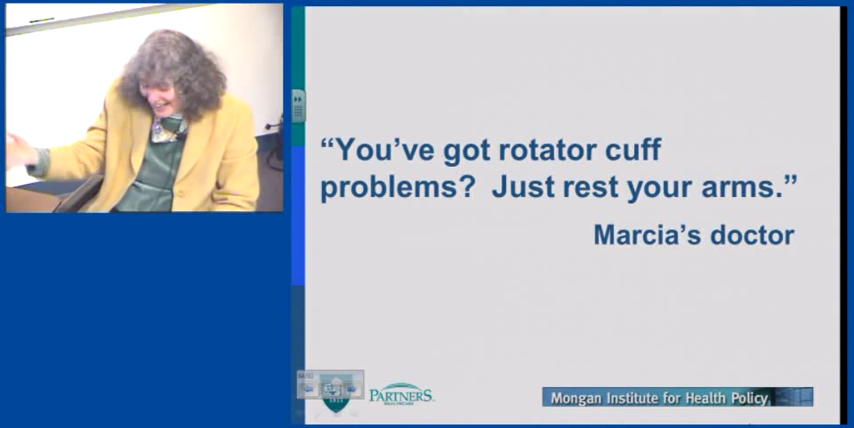 “You’ve got rotator cuff
problems?  Just rest your arms.”
Marcia’s doctor
PARTNERS
Mongan Institute for Health Policy